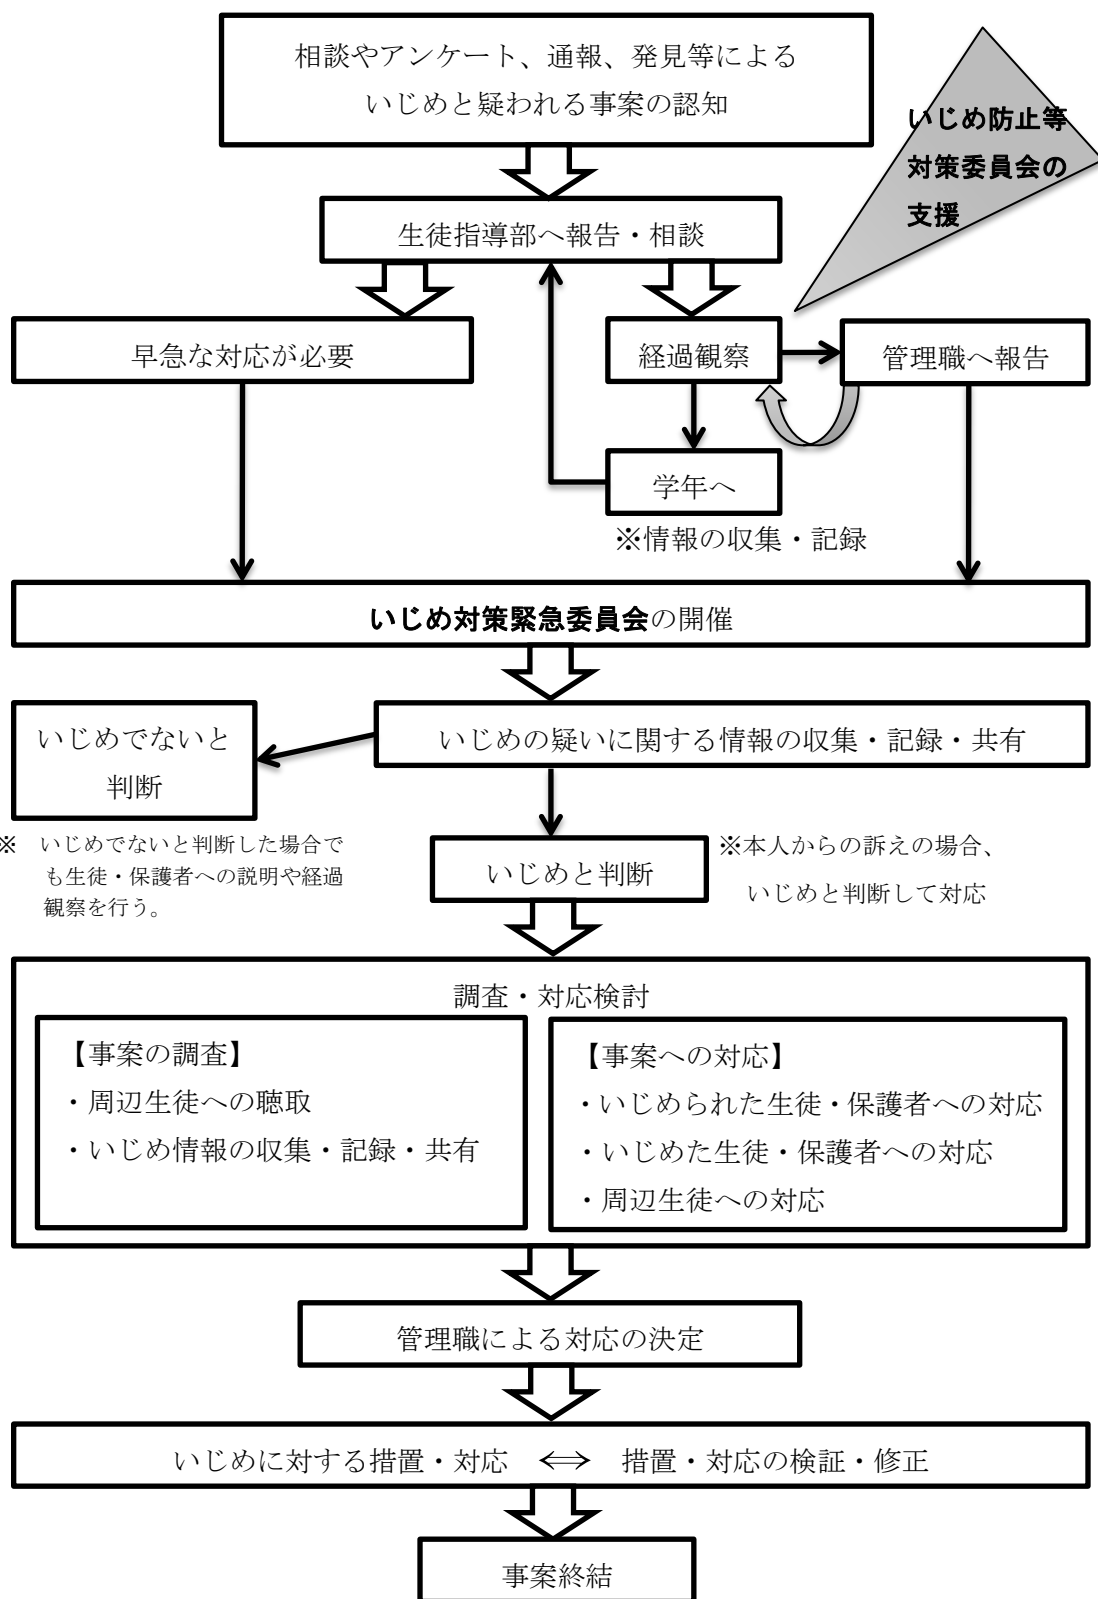 相談やアンケート、通報、発見等による
いじめと疑われる事案の認知
いじめ防止等
対策委員会の
支援
生徒指導部へ報告・相談
早急な対応が必要
経過観察
管理職へ報告
学年へ
※情報の収集・記録
いじめ対策緊急委員会の開催
いじめでないと
判断
いじめの疑いに関する情報の収集・記録・共有
※　いじめでないと判断した場合で
も生徒・保護者への説明や経過
観察を行う。
いじめと判断
※本人からの訴えの場合、
いじめと判断して対応
調査・対応検討
【事案の調査】
・周辺生徒への聴取
・いじめ情報の収集・記録・共有
【事案への対応】
・いじめられた生徒・保護者への対応
・いじめた生徒・保護者への対応
・周辺生徒への対応
管理職による対応の決定
いじめに対する措置・対応　⇔　措置・対応の検証・修正
事案終結